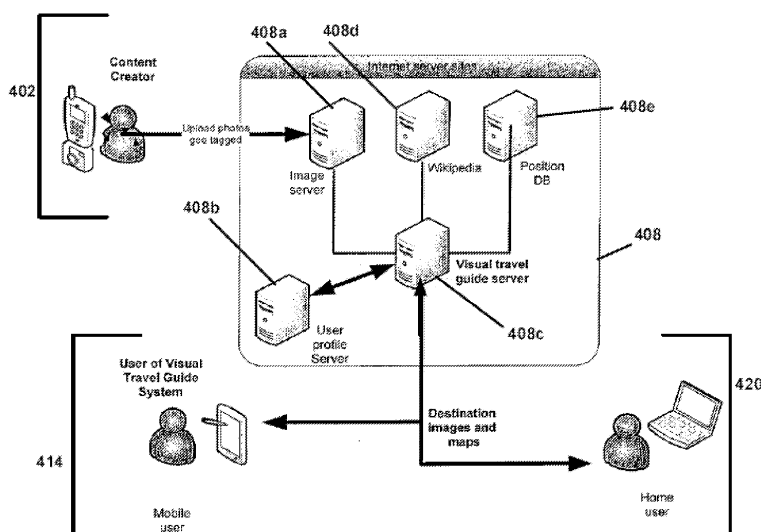 408a
408d
Content
Creator
402
Internet server sites
408e
Upload photos
geo tagged
Image
server
Wikipedia
Position
DB
408b
408
Visual travel
guide server
User
profile
Server
408c
User of Visual
Travel Guide
System
420
Destination
images and
maps
414
Mobile
user
Home
user